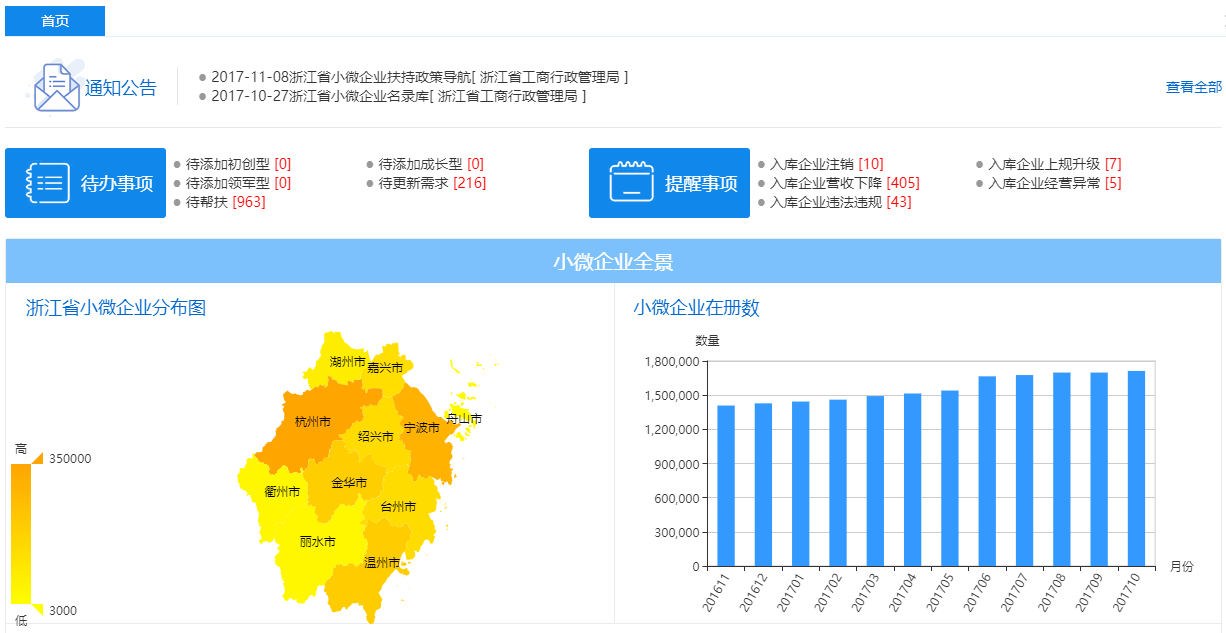 首页
通知公告
2017-11-08浙江省小微企业扶持政策导航[ 浙江省工商行政管理局 ]
2017-10-27浙江省小微企业名录库[ 浙江省工商行政管理局 ]
查看全部
待办事项
待添加初创型 [0]
待添加成长型 [0]
待添加领军型 [0]
待更新需求 [216]
待帮扶 [963]
提醒事项
入库企业注销 [10]
入库企业上规升级 [7]
入库企业营收下降 [405]
入库企业经营异常 [5]
入库企业违法违规 [43]
小微企业全景
浙江省小微企业分布图
湖州市
嘉兴市
杭州市
舟山市
宁波市
绍兴市
金华市
衢州市
台州市
丽水市
温州市
高
350000
3000
低
小微企业在册数
数量
1,800,000
1,500,000
1,200,000
900,000
600,000
300,000
0
月份
201611
201612
201701
201702
201703
201704
201705
201706
201707
201708
201709
201710